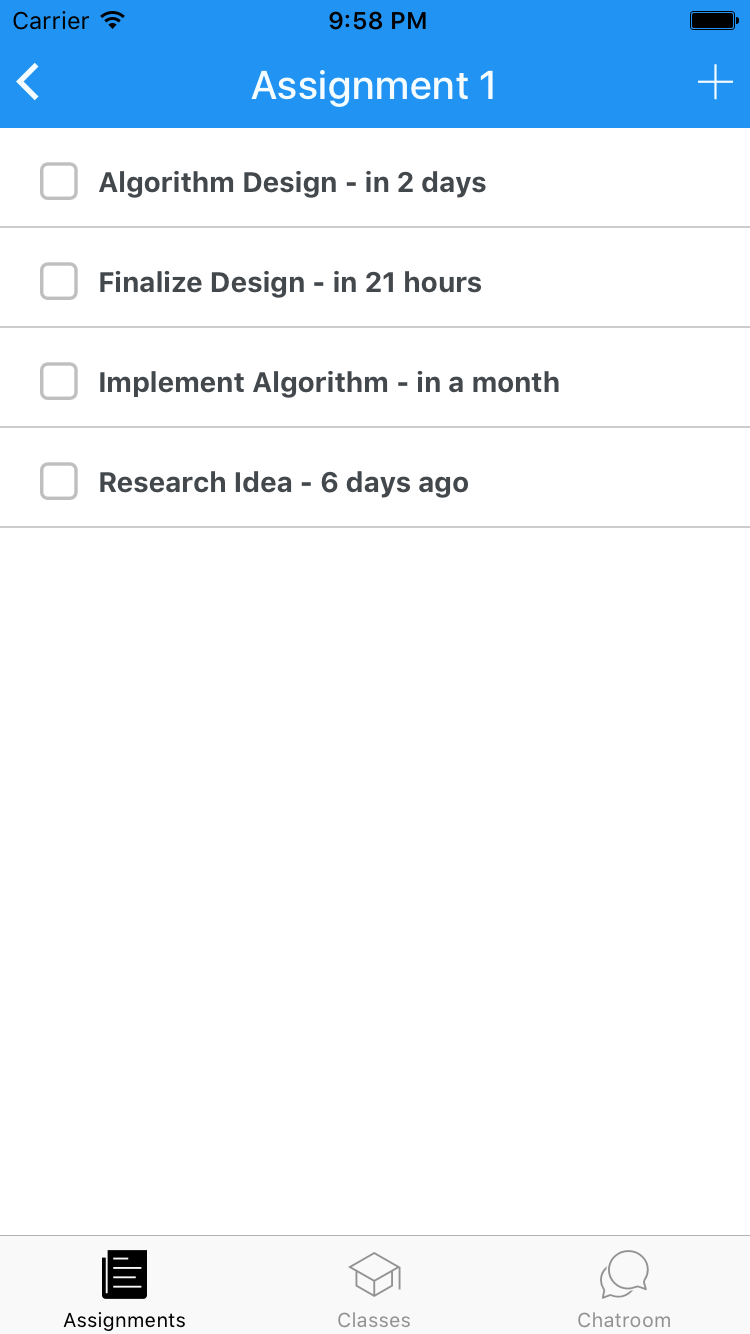 Carrier 9:58 PM
Assignment 1
Algorithm Design - in 2 days
Finalize Design - in 21 hours
Implement Algorithm - in a month
Research Idea - 6 days ago
Assignments Classes Chatroom